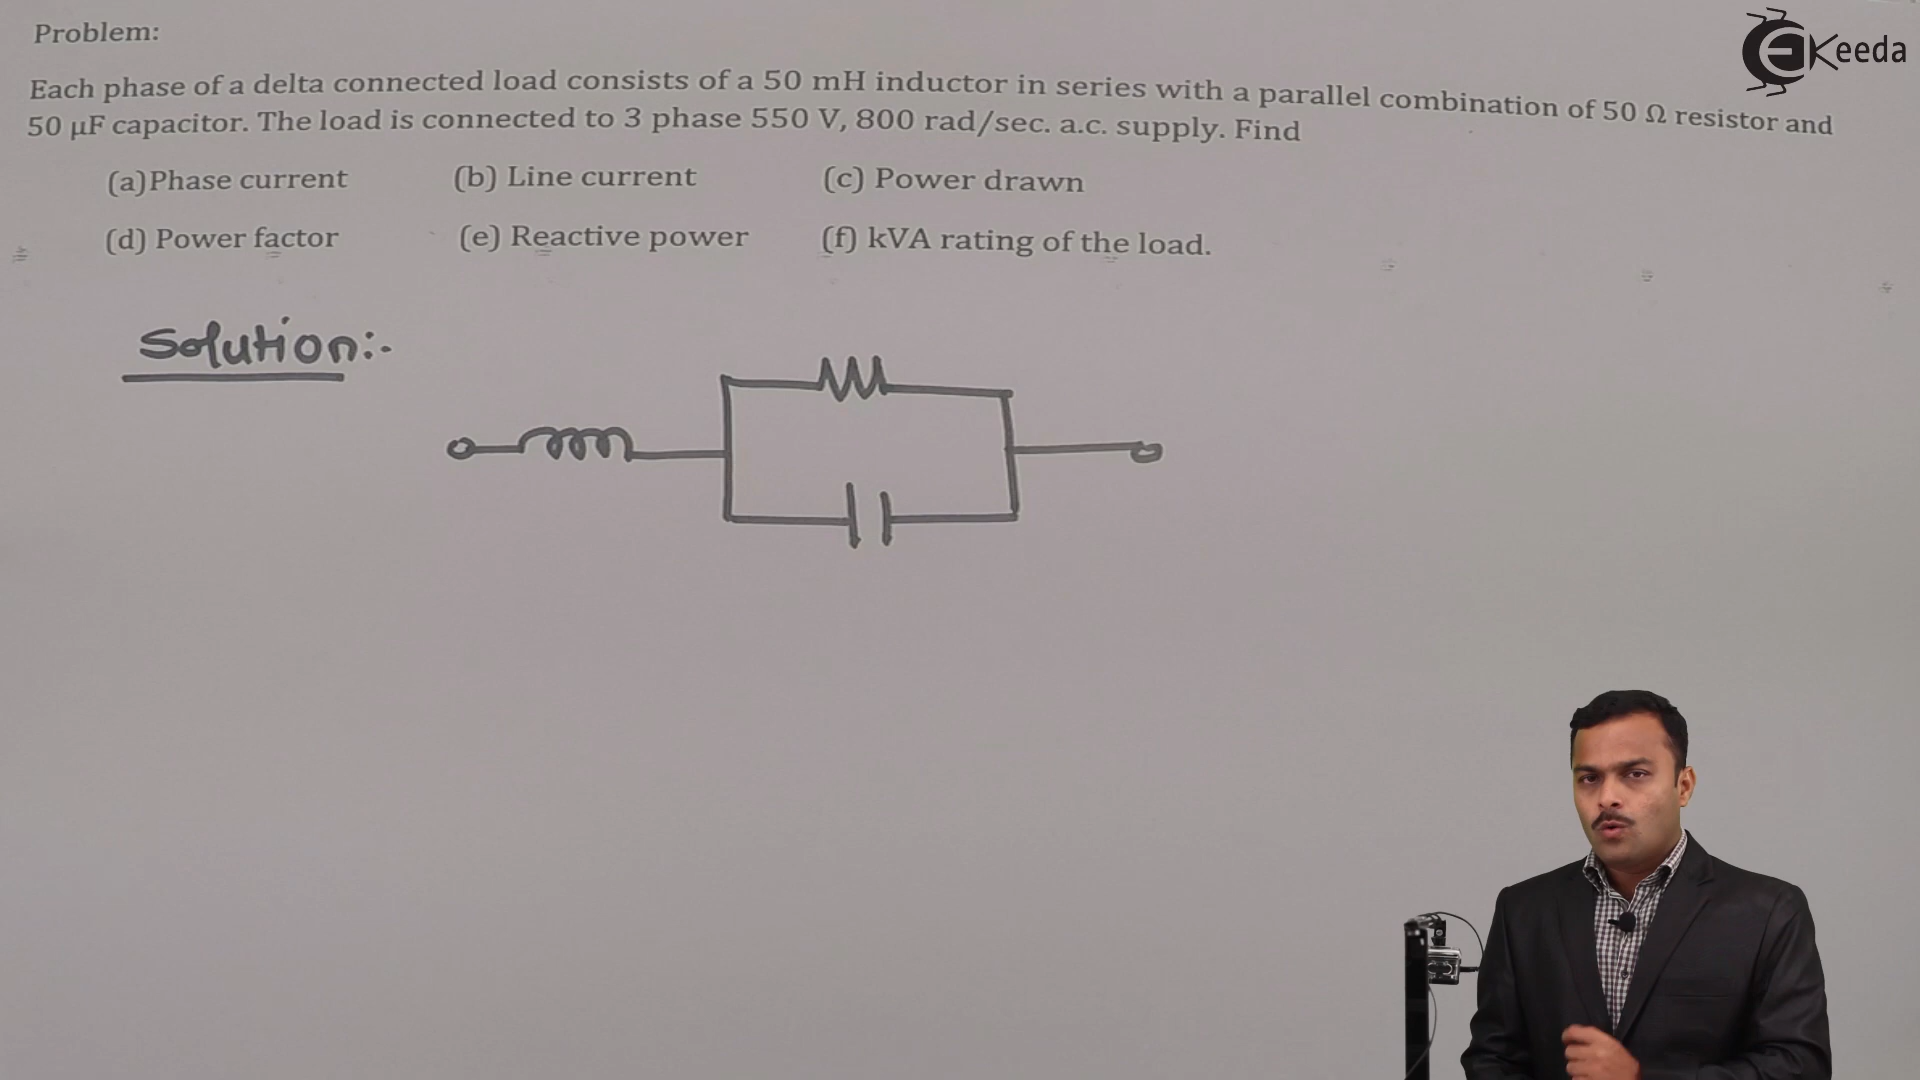 Problem:
Each phase of a delta connected load consists of a 50 mH inductor in series with a parallel combination of 50 Ω resistor and
50 μF capacitor. The load is connected to 3 phase 550 V, 800 rad/sec. a.c. supply. Find
(a)Phase current (b) Line current (c) Power drawn
(d) Power factor (e) Reactive power (f) kVA rating of the load.
Solution:-
EKeeda